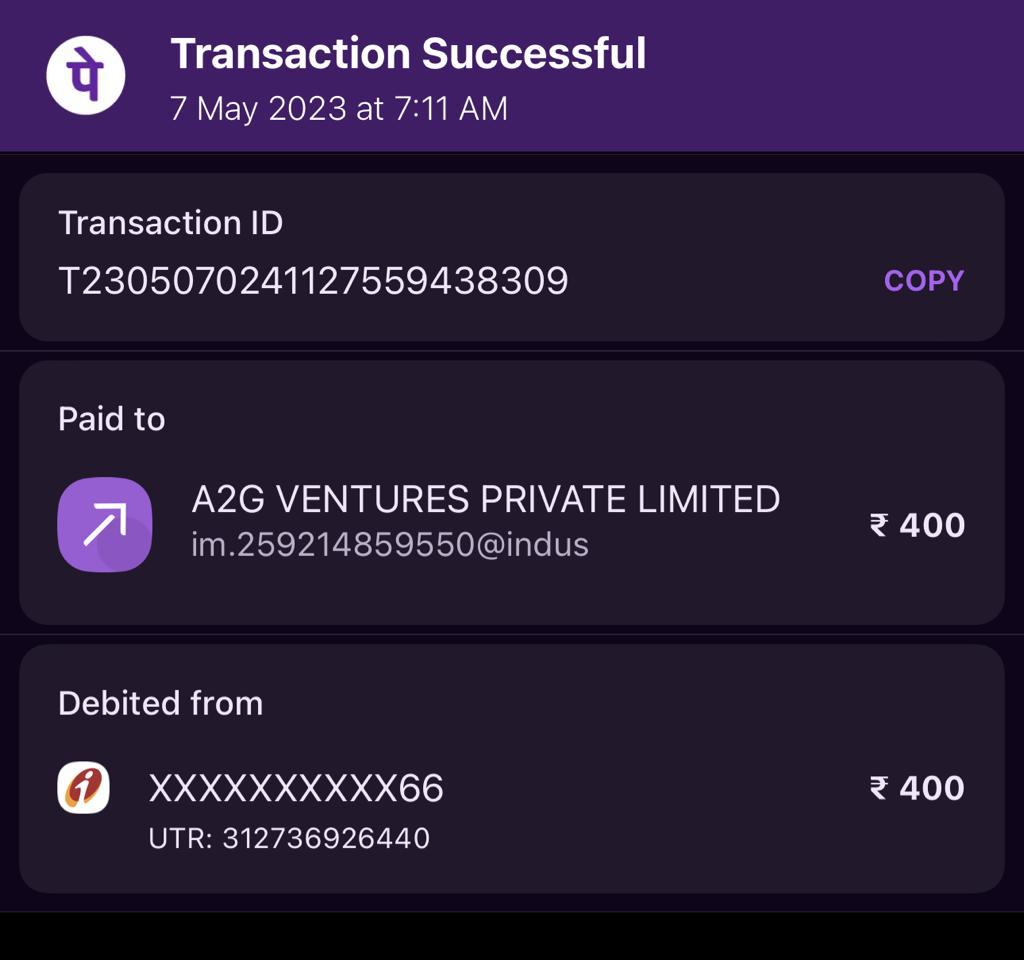 पे
Transaction Successful
7 May 2023 at 7:11 AM
Transaction ID
T2305070241127559438309
COPY
Paid to
A2G VENTURES PRIVATE LIMITED
₹ 400
im.259214859550@indus
Debited from
XXXXXXXXXX66
₹ 400
UTR: 312736926440